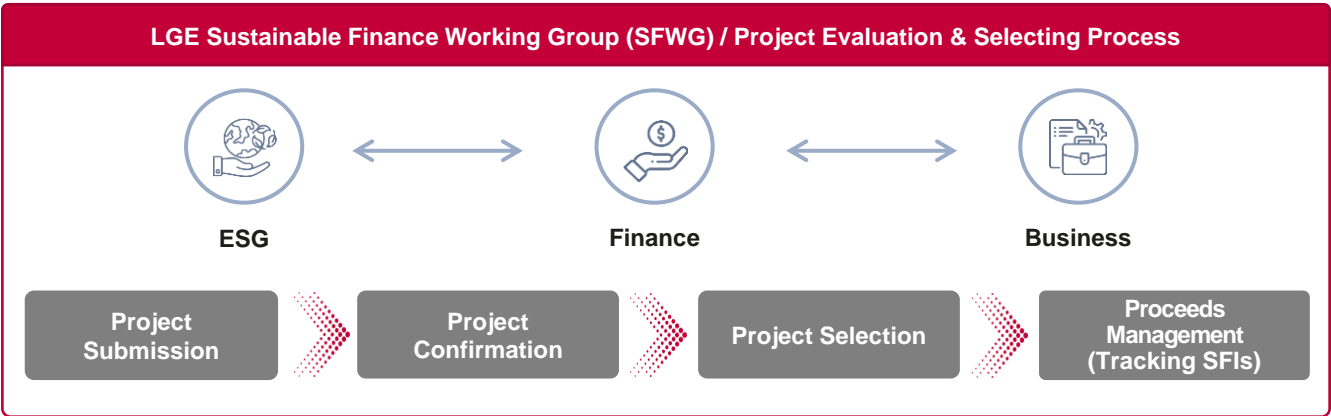 LGE Sustainable Finance Working Group (SFWG) / Project Evaluation & Selecting Process
$
ESG
Finance
Business
Project
Submission
Project
Confirmation
Project Selection
Proceeds
Management
(Tracking SFIs)